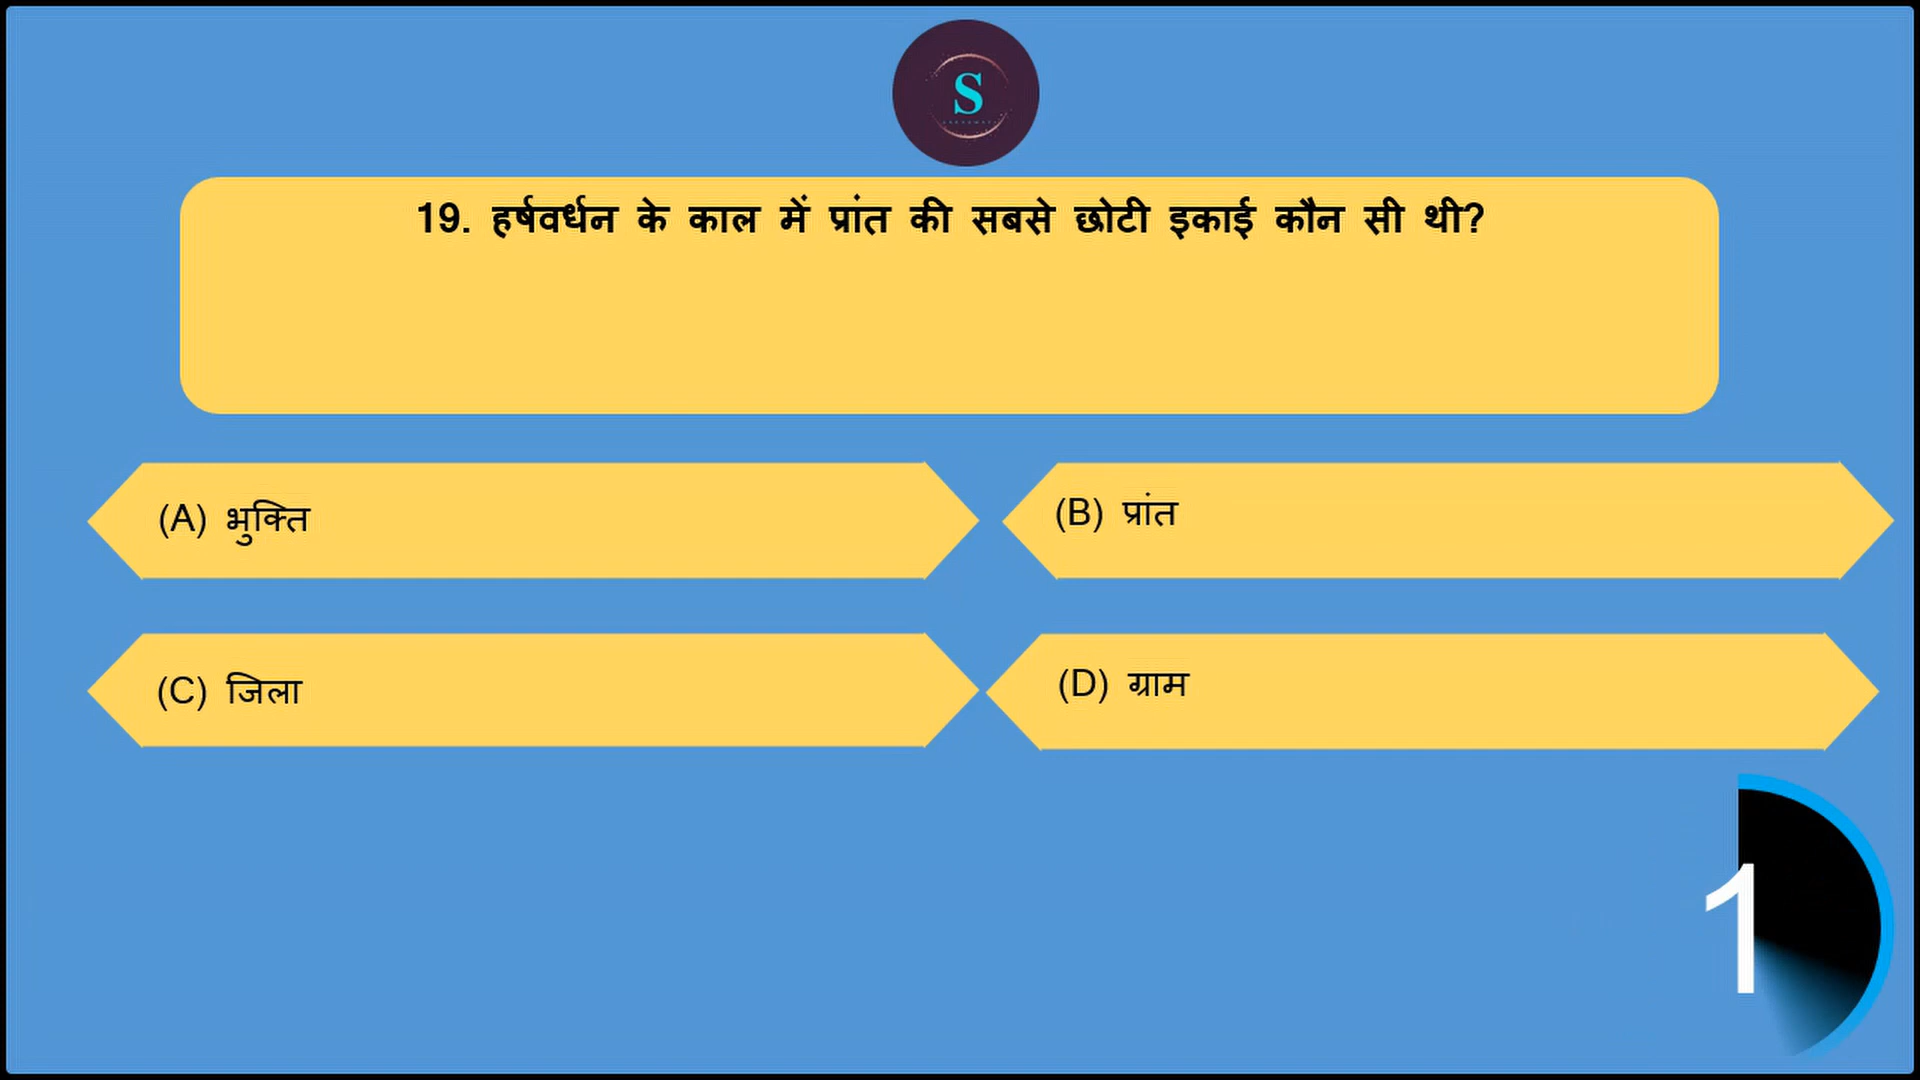 S
19. हर्षवर्धन के काल में प्रांत की सबसे छोटी इकाई कौन सी थी?
(A) भुक्ति
(B) प्रांत
(C) जिला
(D) ग्राम
1